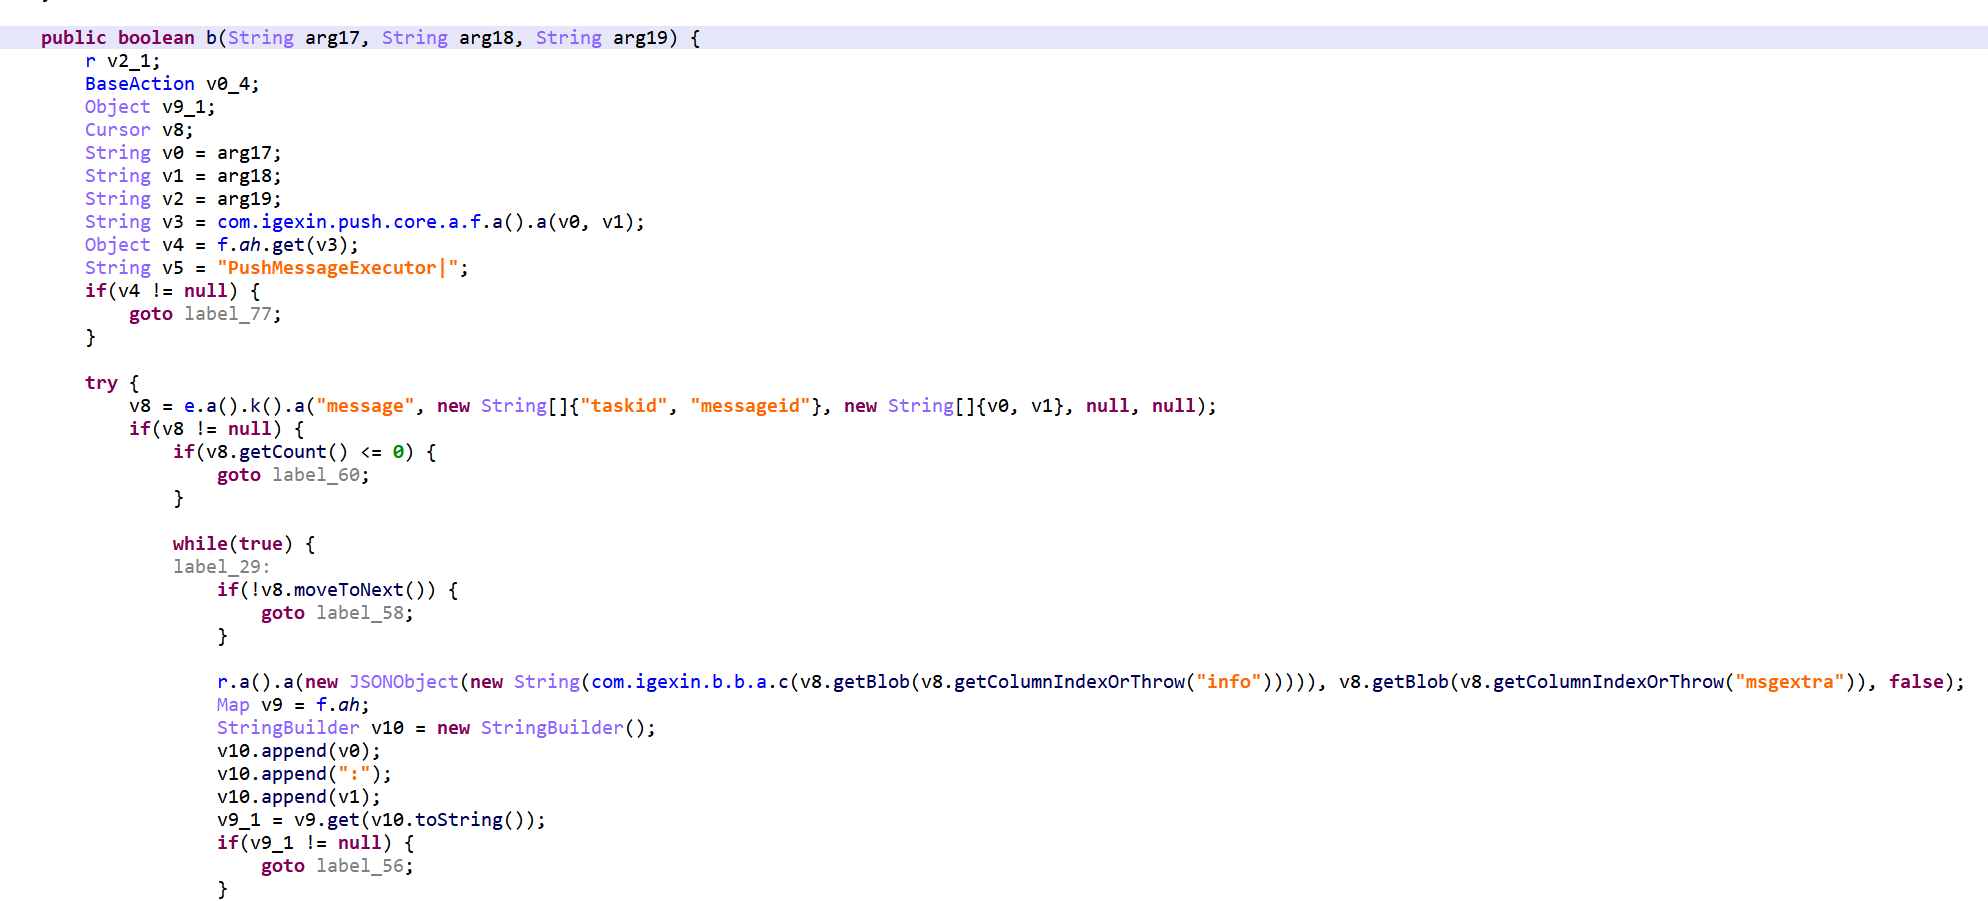 public boolean b(String arg17, String arg18, String arg19) {
r v2_1;
BaseAction v0_4;
Object v9_1;
Cursor v8;
String v0 = arg17;
String v1 = arg18;
String v2 = arg19;
String v3 = com.igexin.push.core.a.f.a().a(v0, v1);
Object v4 = f.ah.get(v3);
String v5 = "PushMessageExecutor|";
if(v4 != null) {
goto label_77;
}
try {
v8 = e.a().k().a("message", new String[]{"taskid", "messageid"}, new String[]{v0, v1}, null, null);
if(v8 != null) {
if(v8.getCount() <= 0) {
goto label_60;
}
while(true) {
label_29:
if(!v8.moveToNext()) {
goto label_58;
}
r.a().a(new JSONObject(new String(com.igexin.b.b.a.c(v8.getBlob(v8.getColumnIndexOrThrow("info"))))), v8.getBlob(v8.getColumnIndexOrThrow("msgextra")), false);
Map v9 = f.ah;
StringBuilder v10 = new StringBuilder();
v10.append(v0);
v10.append(":");
v10.append(v1);
v9_1 = v9.get(v10.toString());
if(v9_1 != null) {
goto label_56;
}